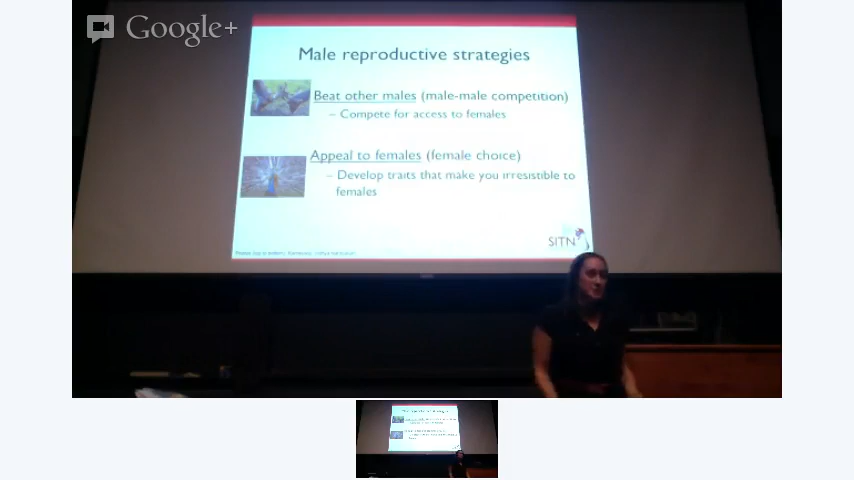 Google+
Male reproductive strategies
Beat other males (male-male competition)
– Compete for access to females
Appeal to females (female choice)
– Develop traits that make you irresistible to
females
SITN